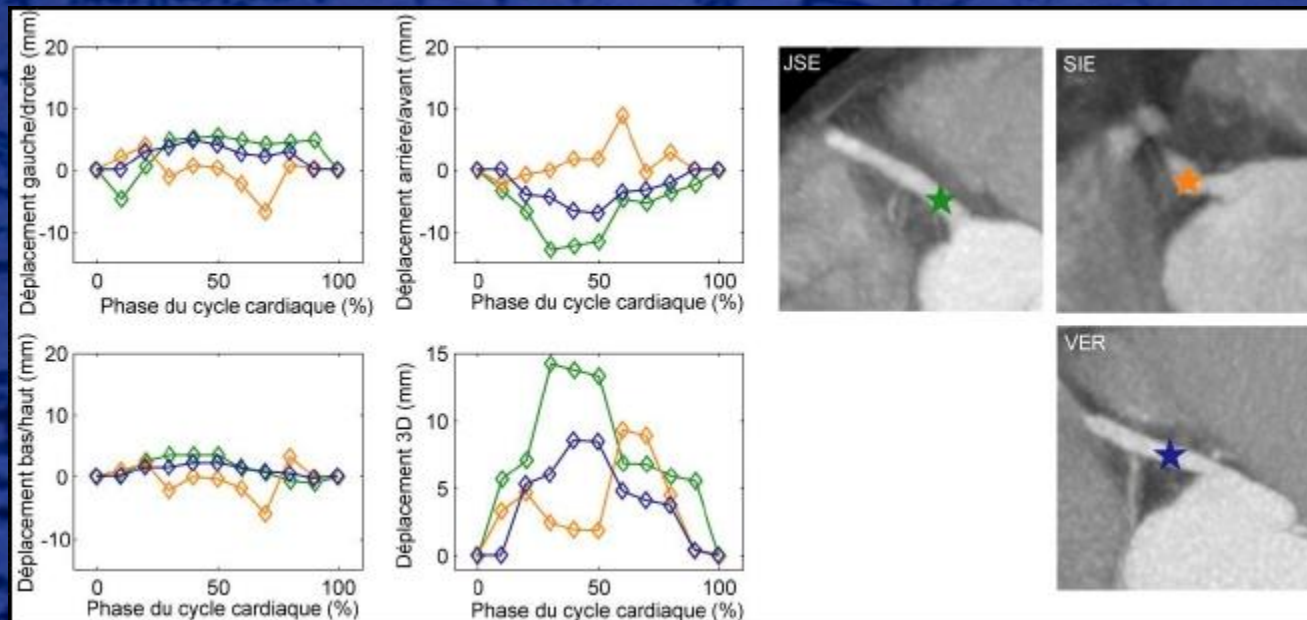 Déplacement gauche/droite (mm)
20
10
0
-10
0 50 100
Phase du cycle cardiaque (%)
Déplacement arrière/avant (mm)
20
10
0
-10
0 50 100
Phase du cycle cardiaque (%)
JSE
SIE
Déplacement bas/haut (mm)
20
10
0
-10
0 50 100
Phase du cycle cardiaque (%)
Déplacement 3D (mm)
15
10
5
0
0 50 100
Phase du cycle cardiaque (%)
VER